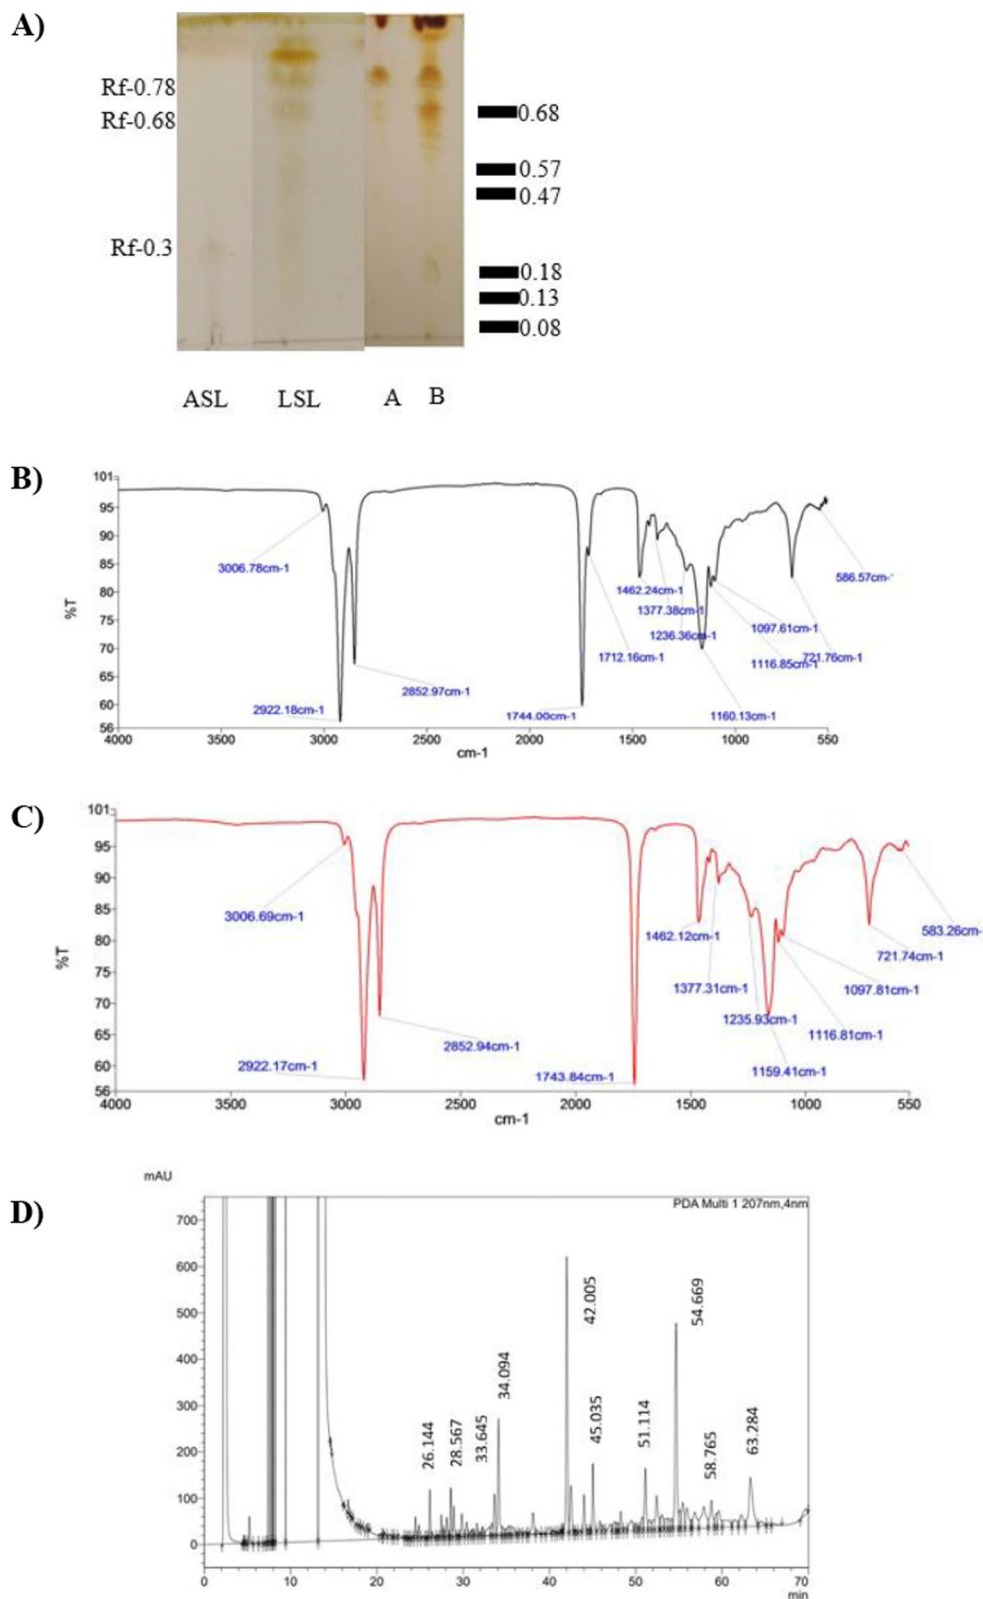 A)
Rf-0.78
Rf-0.68
Rf-0.3
0.68
0.57
0.47
0.18
0.13
0.08
ASL LSL A B
B)
101
95
90
85
80
75
70
65
60
56
%T
3006.78cm-1
2922.18cm-1
2852.97cm-1
1744.00cm-1
1712.16cm-1
1462.24cm-1
1377.38cm-1
1236.36cm-1
1160.13cm-1
1097.61cm-1
1116.85cm-1
721.76cm-1
586.57cm-
4000 3500 3000 2500 2000 1500 1000 550
cm-1
C)
101
95
90
85
80
75
70
65
60
56
%T
3006.69cm-1
2922.17cm-1
2852.94cm-1
1743.84cm-1
1462.12cm-1
1377.31cm-1
1235.93cm-1
1159.41cm-1
1116.81cm-1
1097.81cm-1
721.74cm-1
583.26cm-
4000 3500 3000 2500 2000 1500 1000 550
cm-1
D)
mAU
PDA Multi 1 207nm,4nm
700
600
500
400
300
200
100
0
26.144
28.567
33.645
34.094
42.005
45.035
51.114
54.669
58.765
63.284
0 10 20 30 40 50 60 70
min